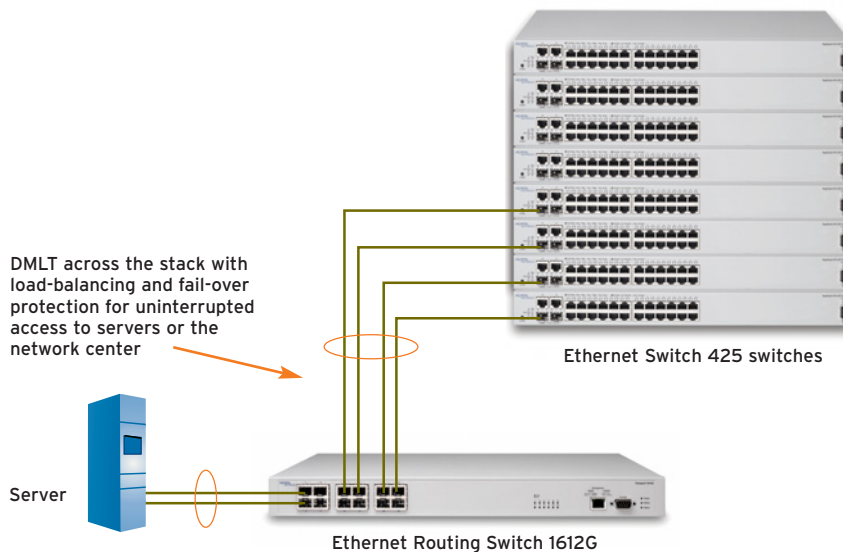 DMLT across the stack with
load-balancing and fail-over
protection for uninterrupted
access to servers or the
network center
Ethernet Switch 425 switches
Server
Ethernet Routing Switch 1612G